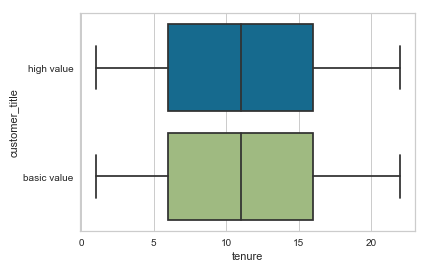 customer_title
high value
basic value
0 5 10 15 20
tenure